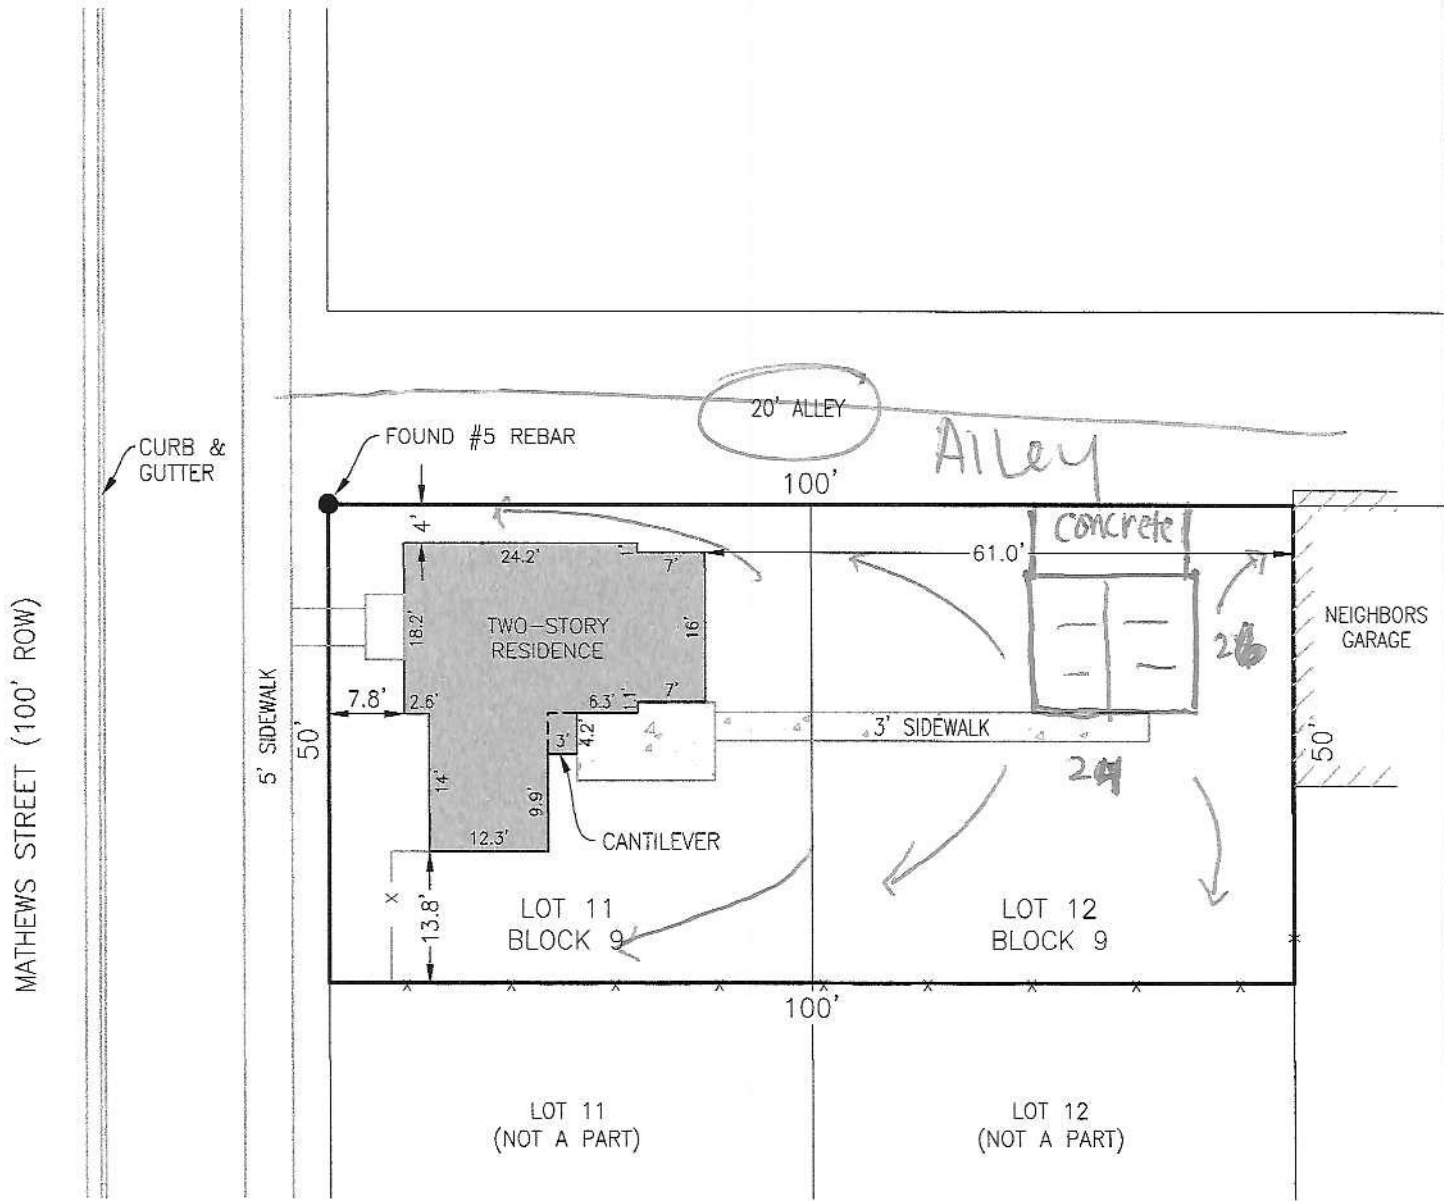 20' ALLEY
Alley
CURB &
GUTTER
FOUND #5 REBAR
100'
4'
concrete
24.2'
1'
7'
61.0'
MATHEWS STREET (100' ROW)
5' SIDEWALK
50'
18.2'
TWO-STORY
RESIDENCE
16'
NEIGHBORS
GARAGE
26
7.8'
2.6'
6.3'
1.1'
7'
3' SIDEWALK
50'
3'
4.2'
24
14'
9.9'
12.3'
CANTILEVER
X
13.8'
LOT 11
BLOCK 9
LOT 12
BLOCK 9
100'
LOT 11
(NOT A PART)
LOT 12
(NOT A PART)